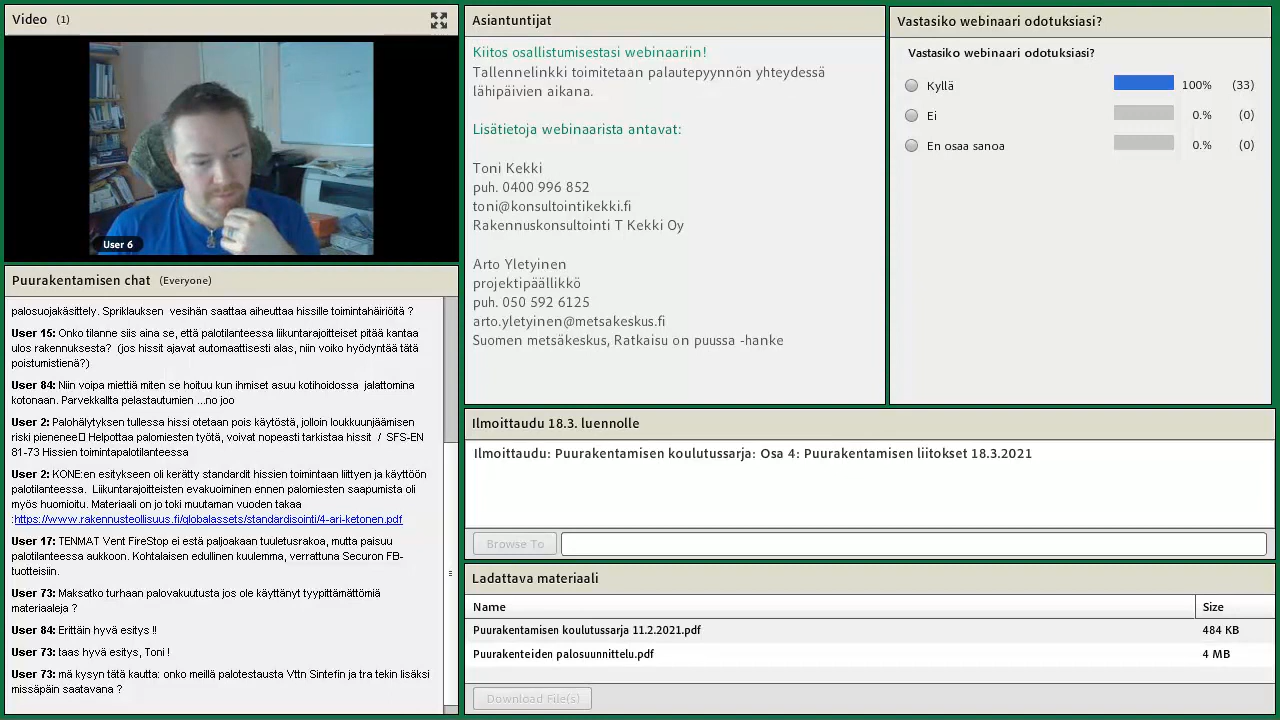 Video (1)
User 6
Puurakentamisen chat (Everyone)
palosuojakäsittely. Spriklauksen vesihän saattaa aiheuttaa hissille toimintahäiriöitä ?
User 15: Onko tilanne siis aina se, että palotilanteessa liikuntarajoitteiset pitää kantaa
ulos rakennuksesta? (jos hissit ajavat automaattisesti alas, niin voiko hyödyntää tätä
poistumistienä?)
User 84: Niin voipa miettiä miten se hoituu kun ihmiset asuu kotihoidossa jalattomina
kotonaan. Parvekkallta pelastautumien ...no joo
User 2: Palohälytyksen tullessa hissi otetaan pois käytöstä, jolloin loukkuunjäämisen
riski pienenee Helpottaa palomiesten työtä, voivat nopeasti tarkistaa hissit / SFS-EN
81-73 Hissien toimintapalotilanteessa
User 2: KONE:en esitykseen oli kerätty standardit hissien toimintaan liittyen ja käyttöön
palotilanteessa. Liikuntarajoitteisten evakuoiminen ennen palomiesten saapumista oli
myös huomioitu. Materiaali on jo toki muutaman vuoden takaa
:https://www.rakennusteollisuus.fi/globalassets/standardisointi/4-ari-ketonen.pdf
User 17: TENMAT Vent FireStop ei estä paljoakaan tuuletusrakoa, mutta paisuu
palotilanteessa aukkoon. Kohtalaisen edullinen kuulemma, verrattuna Securon FB-
tuotteisiin.
User 73: Maksatko turhaan palovakuutusta jos ole käyttänyt tyypittämättömiä
materiaaleja ?
User 84: Erittäin hyvä esitys !!
User 73: taas hyvä esitys, Toni !
User 73: mä kysyn tätä kautta: onko meillä palotestausta Vttn Sintefin ja tra tekin lisäksi
missäpäin saatavana ?
Asiantuntijat
Kiitos osallistumisestasi webinaariin!
Tallennelinkki toimitetaan palautepyynnön yhteydessä
lähipäivien aikana.
Lisätietoja webinaarista antavat:
Toni Kekki
puh. 0400 996 852
toni@konsultointikekki.fi
Rakennuskonsultointi T Kekki Oy
Arto Yletyinen
projektipäällikkö
puh. 050 592 6125
arto.yletyinen@metsakeskus.fi
Suomen metsäkeskus, Ratkaisu on puussa -hanke
Vastasiko webinaari odotuksiasi?
Vastasiko webinaari odotuksiasi?
Kyllä 100% (33)
Ei 0.% (0)
En osaa sanoa 0.% (0)
Ilmoittaudu 18.3. luennolle
Ilmoittaudu: Puurakentamisen koulutussarja: Osa 4: Puurakentamisen liitokset 18.3.2021
Browse To
Ladattava materiaali
Name Size
Puurakentamisen koulutussarja 11.2.2021.pdf 484 KB
Puurakenteiden palosuunnittelu.pdf 4 MB
Download File(s)